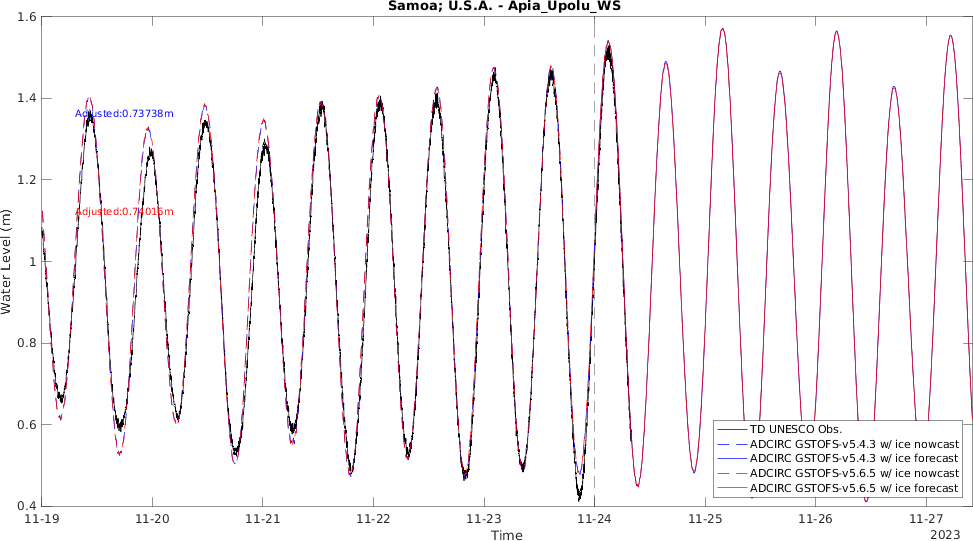 Samoa; U.S.A. - Apia_Upolu_WS
1.6
1.4
1.2
1
0.8
0.6
0.4
Water Level (m)
Adjusted:0.73738m
Adjusted:0.74016m
TD UNESCO Obs.
ADCIRC GSTOFS-v5.4.3 w/ ice nowcast
ADCIRC GSTOFS-v5.4.3 w/ ice forecast
ADCIRC GSTOFS-v5.6.5 w/ ice nowcast
ADCIRC GSTOFS-v5.6.5 w/ ice forecast
11-19 11-20 11-21 11-22 11-23 11-24 11-25 11-26 11-27
Time
2023